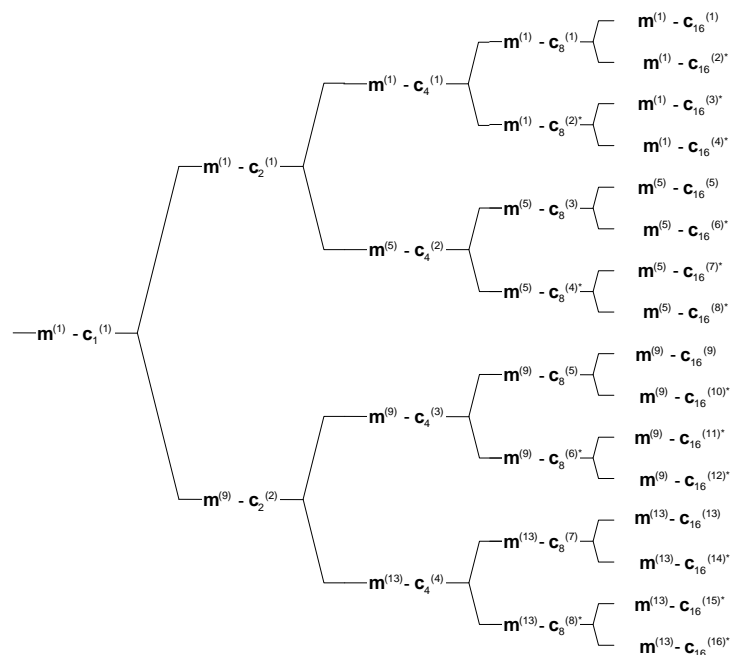 m(1) - c16(1)
m(1) - c8(1)
m(1) - c16(2)*
m(1) - c4(1)
m(1) - c16(3)*
m(1) - c8(2)*
m(1) - c16(4)*
m(1) - c2(1)
m(5) - c16(5)
m(5) - c8(3)
m(5) - c16(6)*
m(5) - c4(2)
m(5) - c16(7)*
m(5) - c8(4)*
m(5) - c16(8)*
m(1) - c1(1)
m(9) - c16(9)
m(9) - c8(5)
m(9) - c16(10)*
m(9) - c4(3)
m(9) - c16(11)*
m(9) - c8(6)*
m(9) - c16(12)*
m(9) - c2(2)
m(13) - c16(13)
m(13) - c8(7)
m(13) - c16(14)*
m(13) - c4(4)
m(13) - c16(15)*
m(13) - c8(8)*
m(13) - c16(16)*